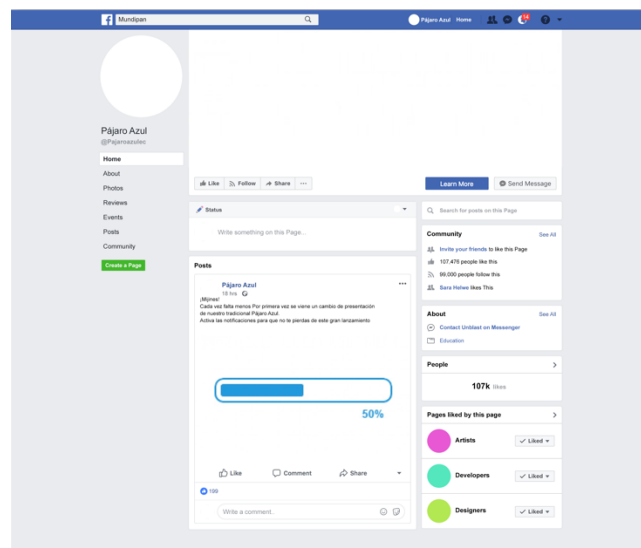 Mundipan
Pájaro Azul Home
Pájaro Azul
@Pajaroazulec
Home
About
Photos
Reviews
Events
Posts
Community
Create a Page
Like Follow Share ...
Learn More Send Message
Status
Write something on this Page...
Posts
Pájaro Azul
18 hrs
¡Mijines!
Cada vez falta menos Por primera vez se viene un cambio de presentación
de nuestro tradicional Pájaro Azul.
Activa las notificaciones para que no te pierdas de este gran lanzamiento
50%
Like Comment Share
199
Write a comment..
Search for posts on this Page
Community See All
Invite your friends to like this Page
107.476 people like this
99.000 people follow this
Sara Helwe likes This
About See All
Contact Unblast on Messenger
Education
People
107k likes
Pages liked by this page
Artists Liked
Developers Liked
Designers Liked